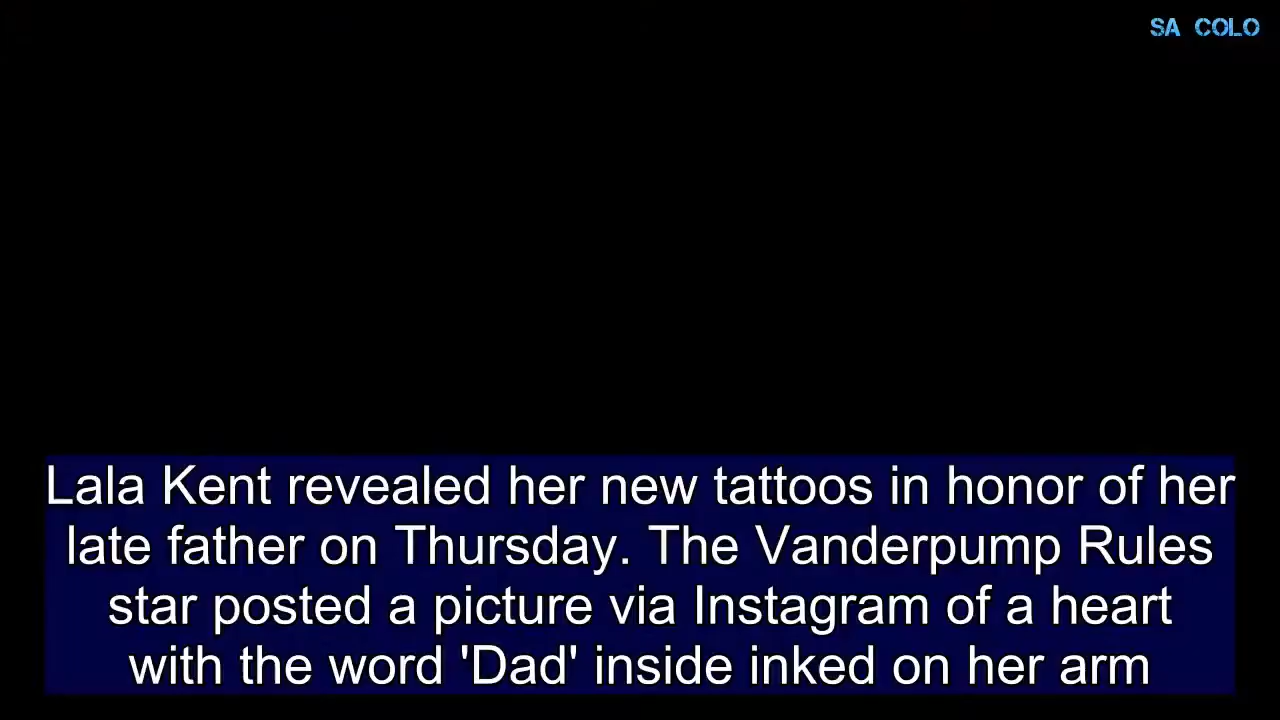 SA COLO
Lala Kent revealed her new tattoos in honor of her
late father on Thursday. The Vanderpump Rules
star posted a picture via Instagram of a heart
with the word 'Dad' inside inked on her arm